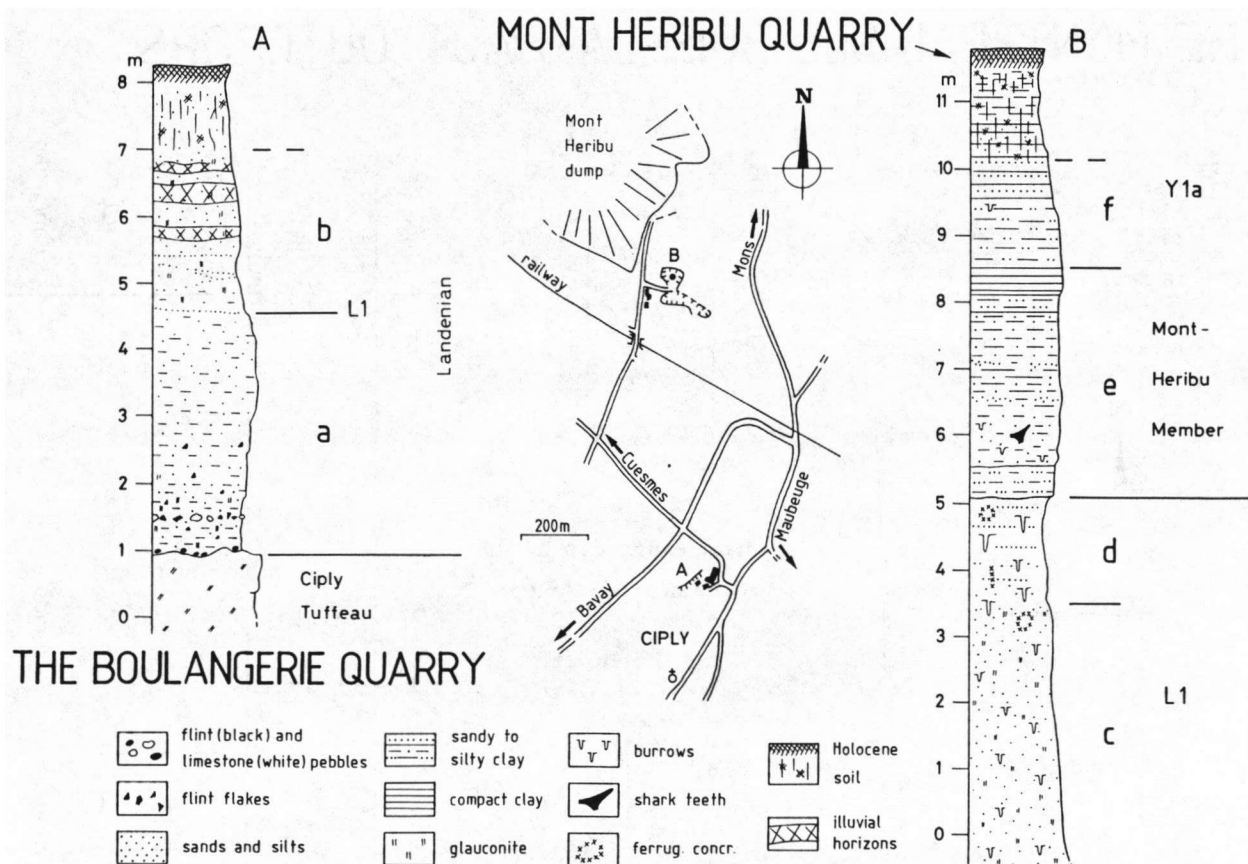 MONT HERIBU QUARRY
A
m
8
7
6
5
4
3
2
1
0
b
L1
a
Landenian
Ciply
Tuffeau
THE BOULANGERIE QUARRY
Mont
Heribu
dump
N
railway
B
Mons
Cuesmes
200m
Maubeuge
A
Bavay
CIPLY
B
m
11
10
9
8
7
6
5
4
3
2
1
0
f
Y1a
e
Mont-
Heribu
Member
d
c
L1
flint (black) and
limestone (white) pebbles
flint flakes
sands and silts
sandy to
silty clay
compact clay
glauconite
burrows
shark teeth
ferrug. concr.
Holocene
soil
illuvial
horizons